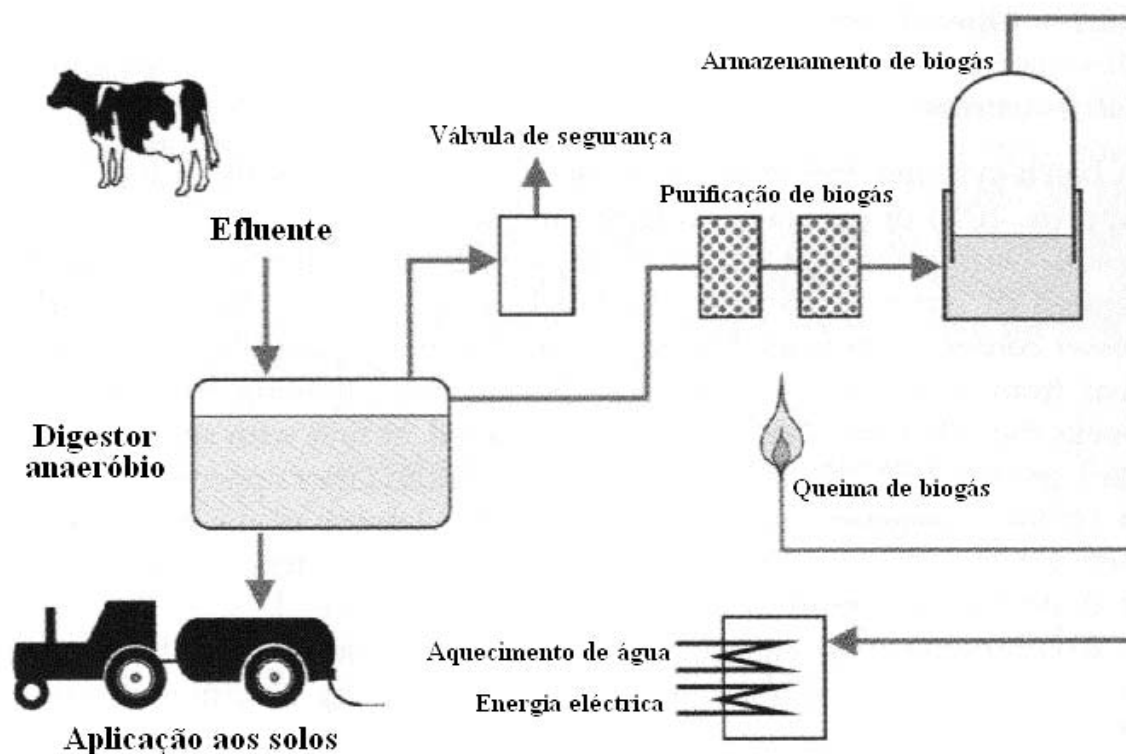 Armazenamento de biogás
Válvula de segurança
Purificação de biogás
Efluente
Digestor
anaeróbio
Queima de biogás
Aquecimento de água
Energia eléctrica
Aplicação aos solos